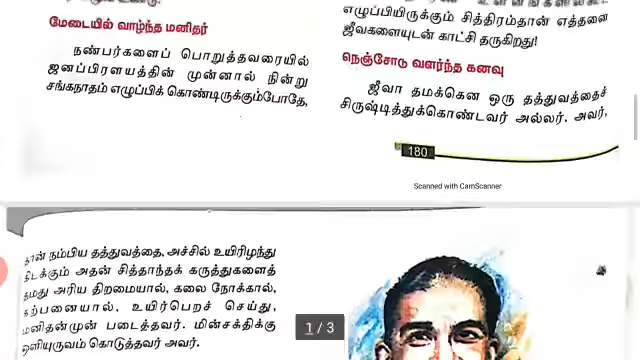 மேடையில் வாழ்ந்த மனிதர்
நண்பர்களைப் பொறுத்தவரையில்
ஜனப்பிரளயத்தின் முன்னால் நின்று
சங்கநாதம் எழுப்பிக் கொண்டிருக்கும்போதே,
எழுப்பியிருக்கும் சித்திரம்தான் எத்தனை
ஜீவகளையுடன் காட்சி தருகிறது!
நெஞ்சோடு வளர்ந்த கனவு
ஜீவா தமக்கென ஒரு தத்துவத்தைச்
சிருஷ்டித்துக்கொண்டவர் அல்லர். அவர்,
180
Scanned with CamScanner
தான் நம்பிய தத்துவத்தை, அச்சில் உயிரிழந்து
கிடக்கும் அதன் சித்தாந்தக் கருத்துகளைத்
தமது அரிய திறமையால், கலை நோக்கால்,
கற்பனையால், உயிர்பெறச் செய்து,
மனிதன்முன் படைத்தவர். மின்சக்திக்கு
ஒளியுருவம் கொடுத்தவர் அவர்.
1 / 3